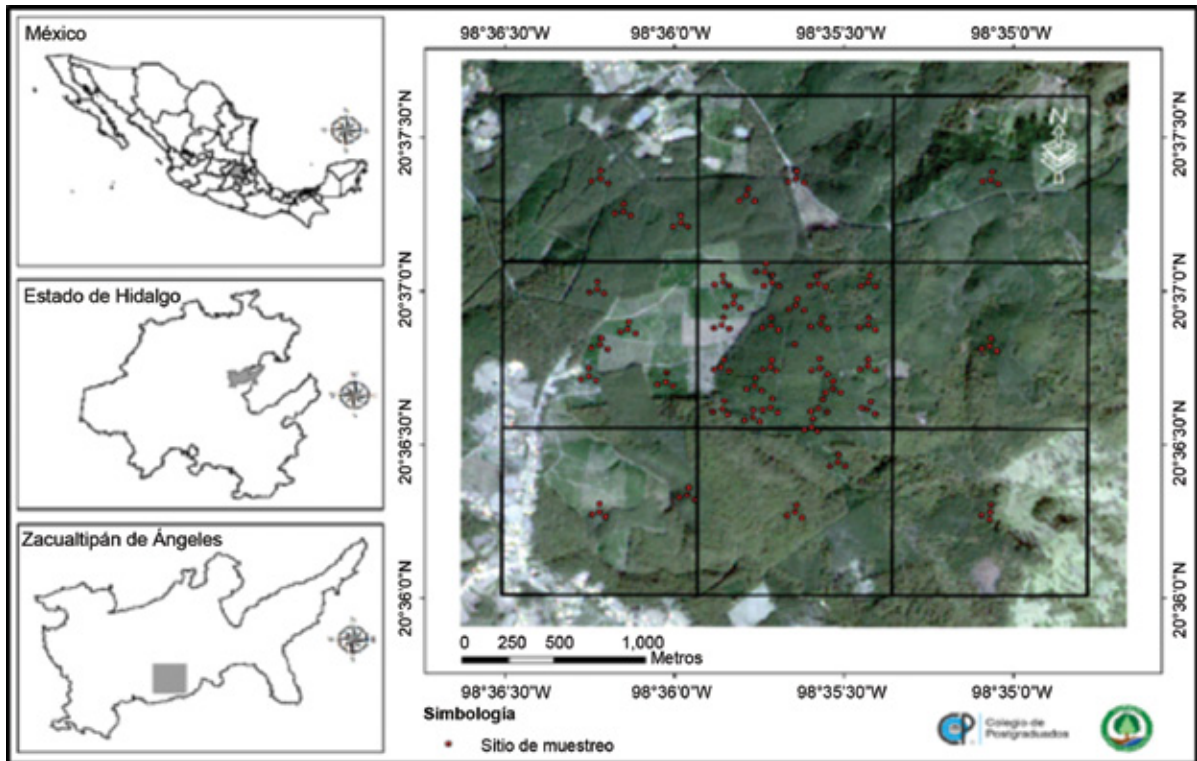 México
Estado de Hidalgo
Zacualtipán de Ángeles
98°36'30"W 98°36'0"W 98°35'30"W 98°35'0"W
20°37'30"N
20°37'0"N
20°36'30"N
20°36'0"N
N
20°37'30"N
20°37'0"N
20°36'30"N
20°36'0"N
0 250 500 1,000
Metros
98°36'30"W 98°36'0"W 98°35'30"W 98°35'0"W
Simbología
Sitio de muestreo
CP
Colegio de
Postgraduados